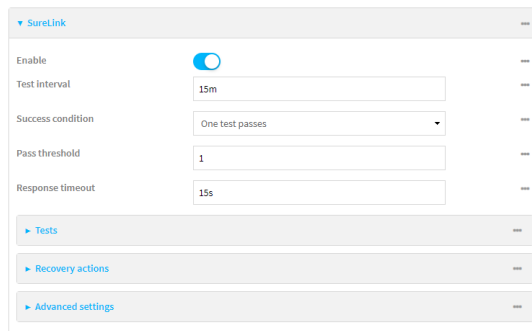 SureLink
Enable
Test interval
15m
Success condition
One test passes
Pass threshold
1
Response timeout
15s
Tests
Recovery actions
Advanced settings